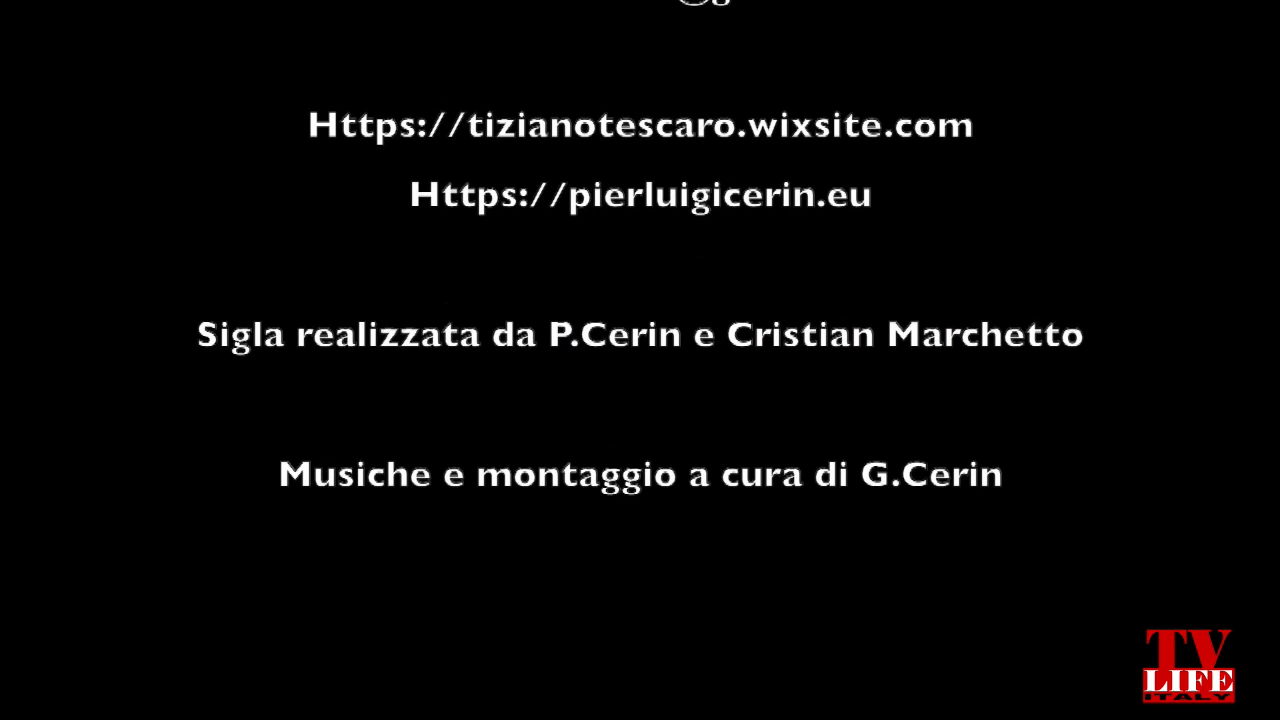 Https://tizianotescaro.wixsite.com
Https://pierluigicerin.eu
Sigla realizzata da P.Cerin e Cristian Marchetto
Musiche e montaggio a cura di G.Cerin
TV
LIFE
ITALY